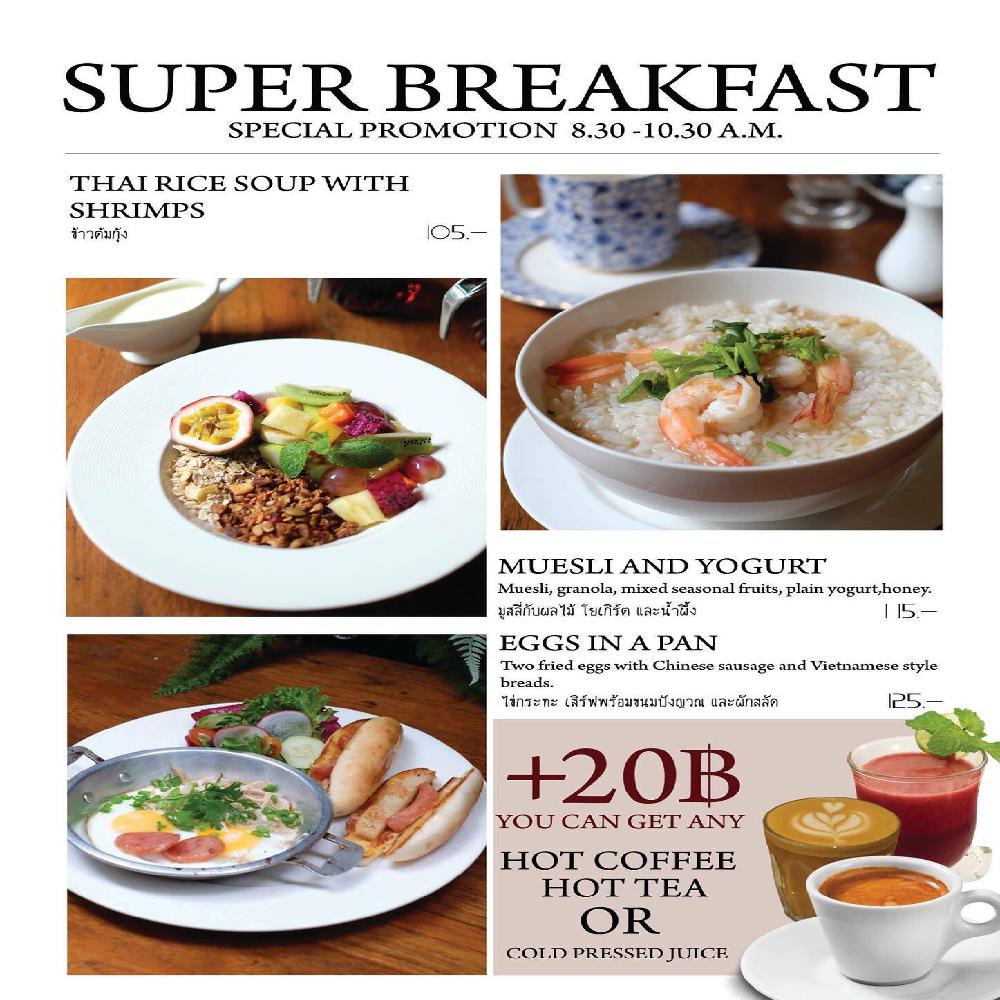 SUPER BREAKFAST
SPECIAL PROMOTION 8.30 -10.30 A.M.
THAI RICE SOUP WITH
SHRIMPS
ข้าวต้มกุ้ง 105.—
MUESLI AND YOGURT
Muesli, granola, mixed seasonal fruits, plain yogurt,honey.
มูสลี่กับผลไม้ โยเกิร์ต และน้ำผึ้ง 115.—
EGGS IN A PAN
Two fried eggs with Chinese sausage and Vietnamese style
breads.
ไข่กระทะ เสิร์ฟพร้อมขนมปังญวณ และผักสลัด 125.—
+20฿
YOU CAN GET ANY
HOT COFFEE
HOT TEA
OR
COLD PRESSED JUICE